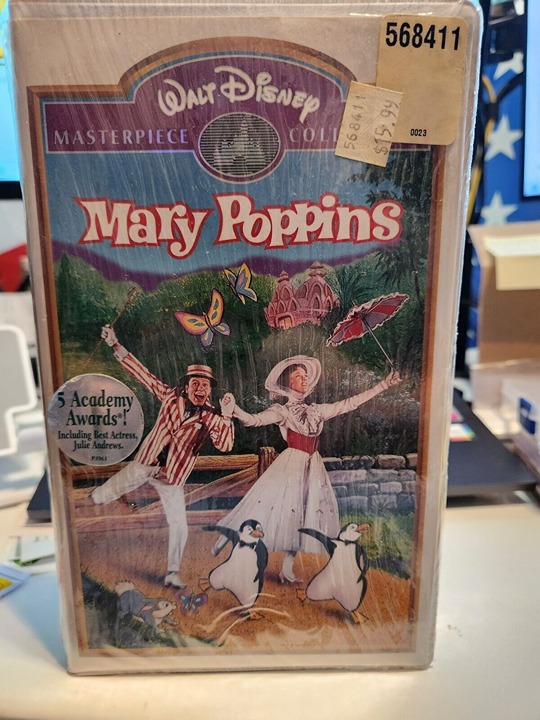 568411
0023
568411
$15.99
WALT DISNEY
MASTERPIECE COLL
Mary Poppins
5 Academy
Awards®!
Including Best Actress,
Julie Andrews.